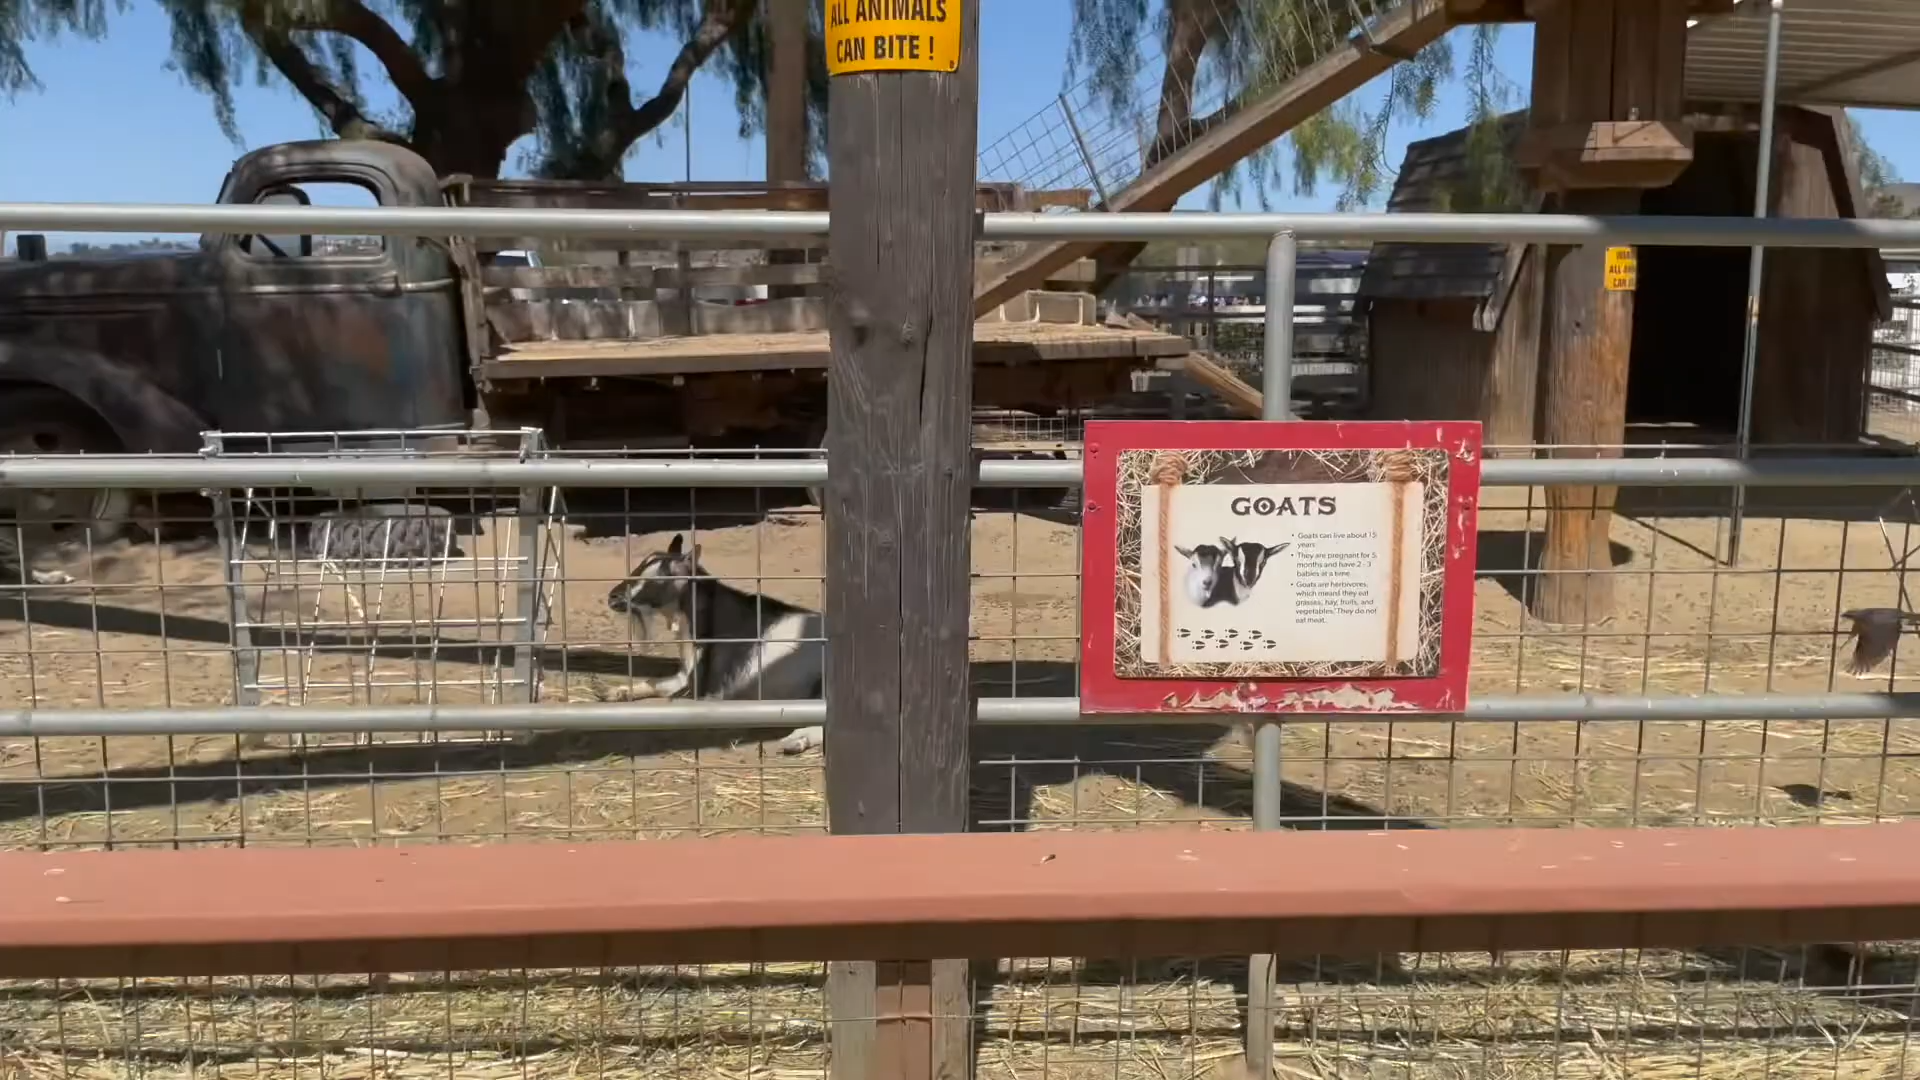 ALL ANIMALS
CAN BITE !
ALL
CAN
GOATS
• Goats can live about 15
years.
• They are pregnant for 5
months and have 2 - 3
babies at a time.
• Goats are herbivores,
which means they eat
grasses, hay, fruits, and
vegetables. They do not
eat meat.